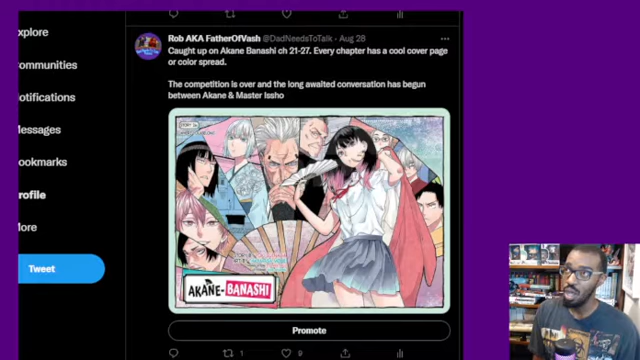 xplore
ommunities
otifications
essages
ookmarks
rofile
ore
Tweet
Rob AKA FatherOfVash @DadNeedsToTalk · Aug 28
Caught up on Akane Banashi ch 21-27. Every chapter has a cool cover page
or color spread.
The competition is over and the long awaited conversation has begun
between Akane & Master Issho
AKANE-
BANASHI
Promote
1
9